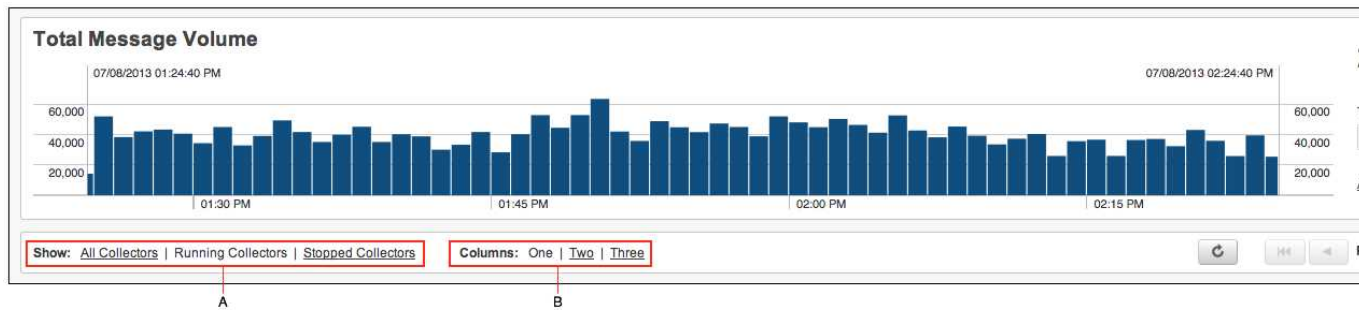 Total Message Volume
07/08/2013 01:24:40 PM
07/08/2013 02:24:40 PM
60,000
60,000
40,000
40,000
20,000
20,000
01:30 PM
01:45 PM
02:00 PM
02:15 PM
Show: All Collectors | Running Collectors | Stopped Collectors
Columns: One | Two | Three
A
B